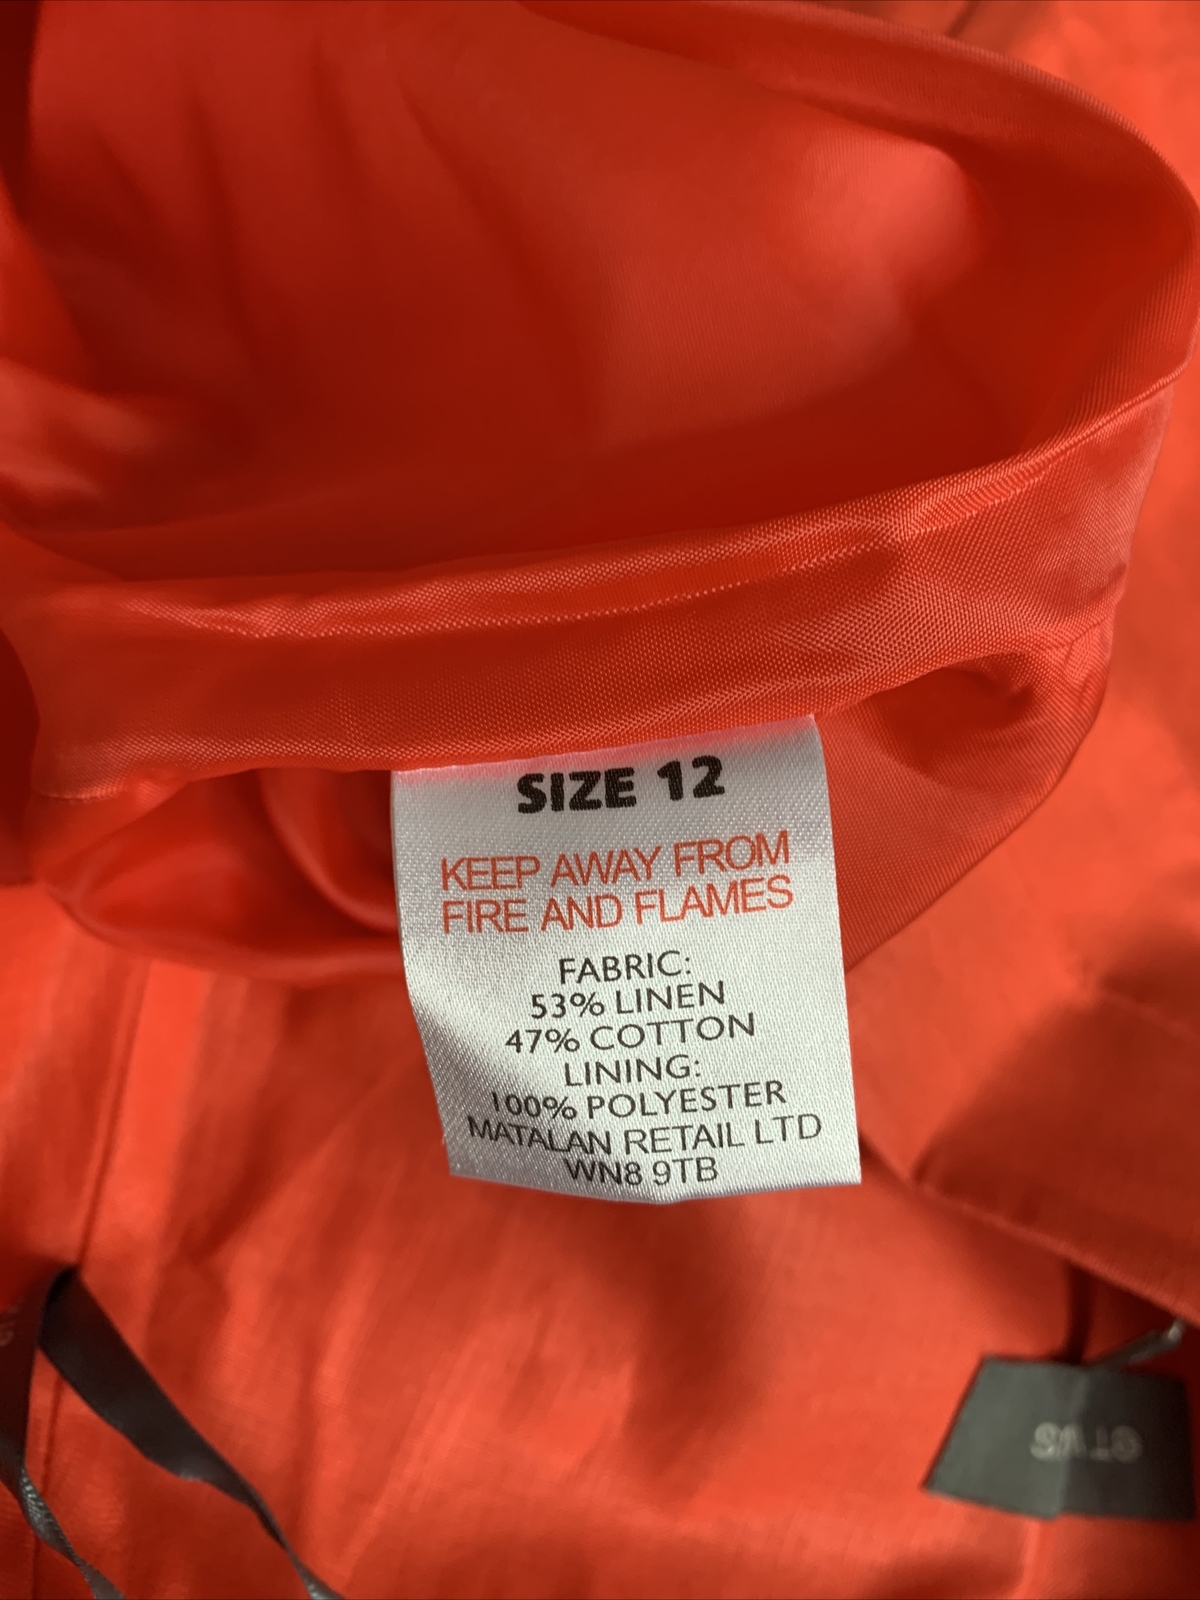 SIZE 12
KEEP AWAY FROM
FIRE AND FLAMES
FABRIC:
53% LINEN
47% COTTON
LINING:
100% POLYESTER
MATALAN RETAIL LTD
WN8 9TB